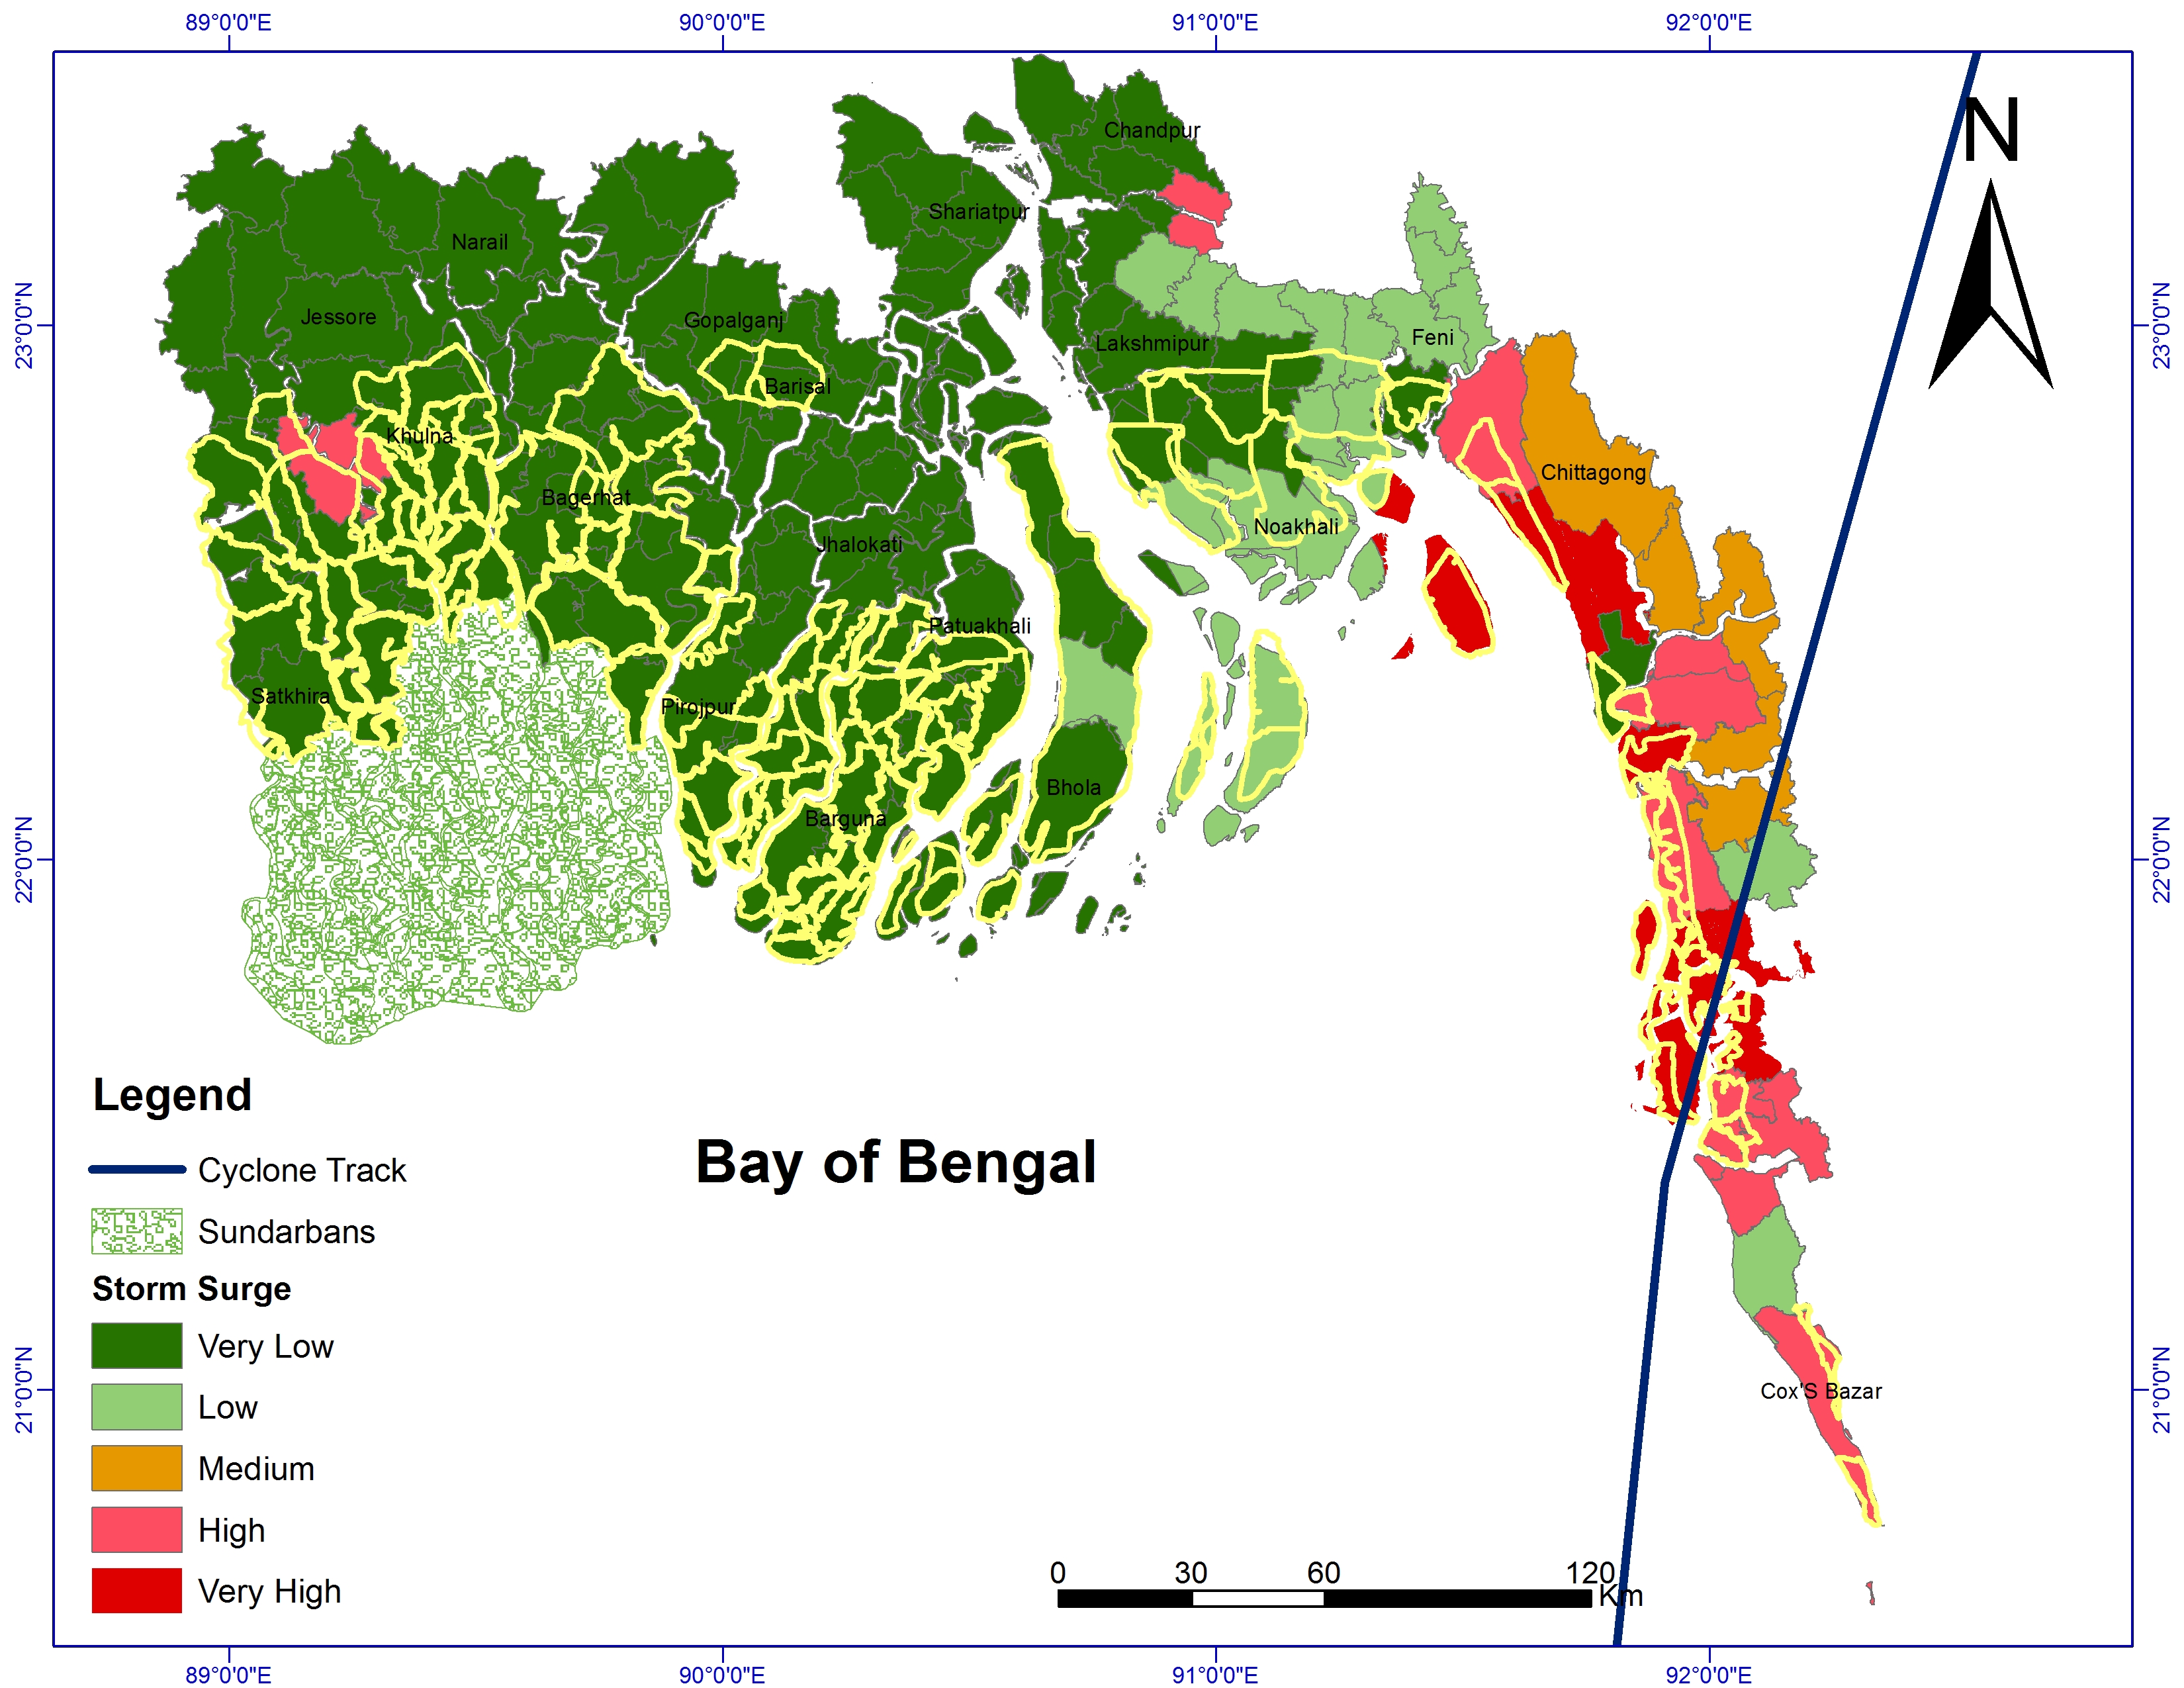 89°0'0"E 90°0'0"E 91°0'0"E 92°0'0"E
N
Chandpur
Shariatpur
Narail
23°0'0"N
23°0'0"N
Jessore
Gopalganj
Lakshmipur
Feni
Barisal
Khulna
Chittagong
Bagerhat
Noakhali
Jhalokati
Patuakhali
Satkhira
Pirojpur
Bhola
Barguna
22°0'0"N
22°0'0"N
Legend
Cyclone Track
Sundarbans
Storm Surge
Very Low
Low
Medium
High
Very High
Bay of Bengal
21°0'0"N
21°0'0"N
Cox'S Bazar
0 30 60 120
Km
89°0'0"E 90°0'0"E 91°0'0"E 92°0'0"E